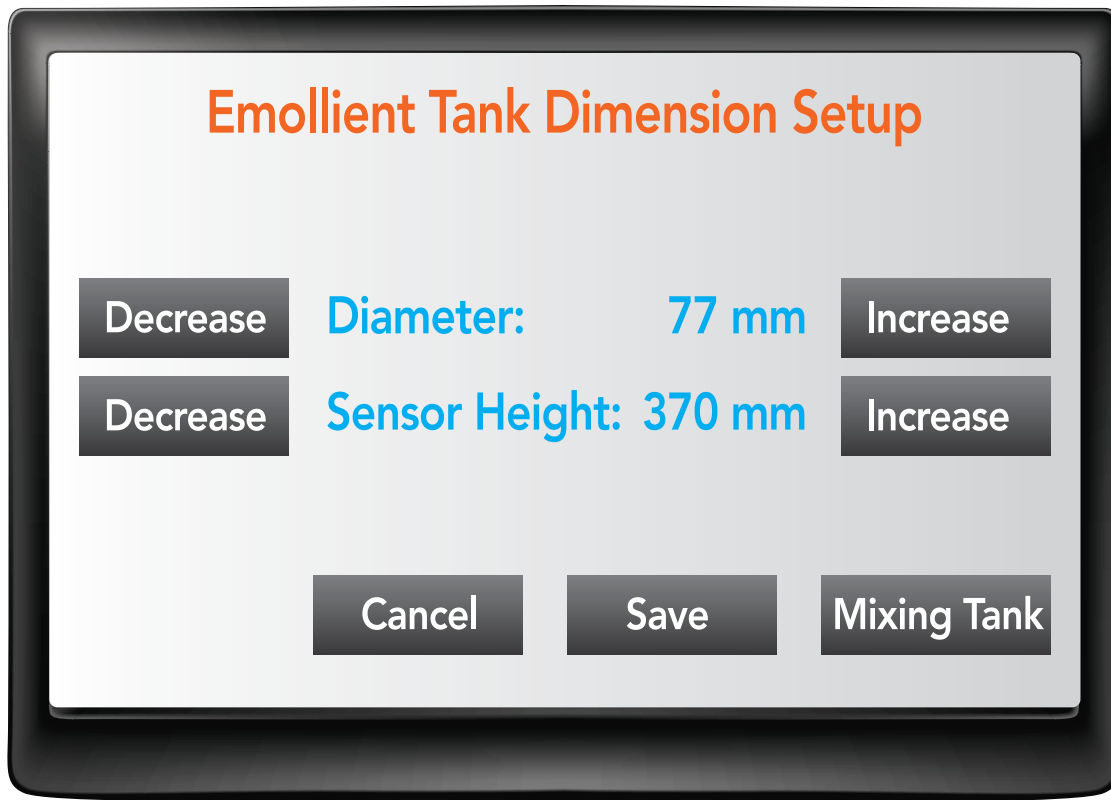 Emollient Tank Dimension Setup
Decrease Diameter: 77 mm Increase
Decrease Sensor Height: 370 mm Increase
Cancel Save Mixing Tank